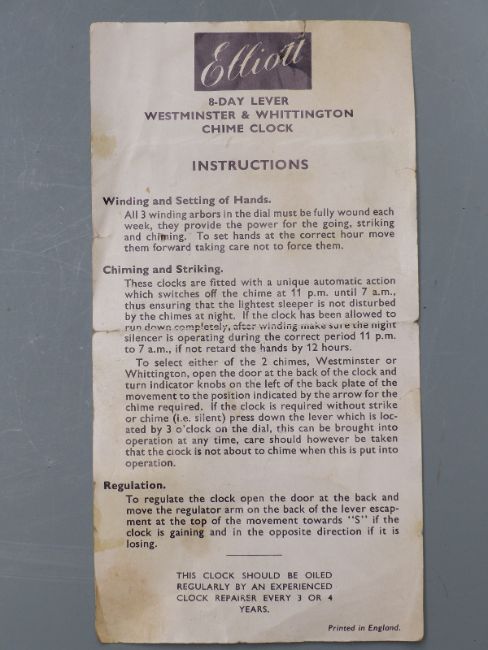 Elliott
8-DAY LEVER
WESTMINSTER & WHITTINGTON
CHIME CLOCK
INSTRUCTIONS
Winding and Setting of Hands.
All 3 winding arbors in the dial must be fully wound each
week, they provide the power for the going, striking
and chiming. To set hands at the correct hour move
them forward taking care not to force them.
Chiming and Striking.
These clocks are fitted with a unique automatic action
which switches off the chime at 11 p.m. until 7 a.m.,
thus ensuring that the lightest sleeper is not disturbed
by the chimes at night. If the clock has been allowed to
run down completely, after winding make sure the night
silencer is operating during the correct period 11 p.m.
to 7 a.m., if not retard the hands by 12 hours.
To select either of the 2 chimes, Westminster or
Whittington, open the door at the back of the clock and
turn indicator knobs on the left of the back plate of the
movement to the position indicated by the arrow for the
chime required. If the clock is required without strike
or chime (i.e. silent) press down the lever which is loc-
ated by 3 o'clock on the dial, this can be brought into
operation at any time, care should however be taken
that the clock is not about to chime when this is put into
operation.
Regulation.
To regulate the clock open the door at the back and
move the regulator arm on the back of the lever escap-
ment at the top of the movement towards "S" if the
clock is gaining and in the opposite direction if it is
losing.
THIS CLOCK SHOULD BE OILED
REGULARLY BY AN EXPERIENCED
CLOCK REPAIRER EVERY 3 OR 4
YEARS.
Printed in England.